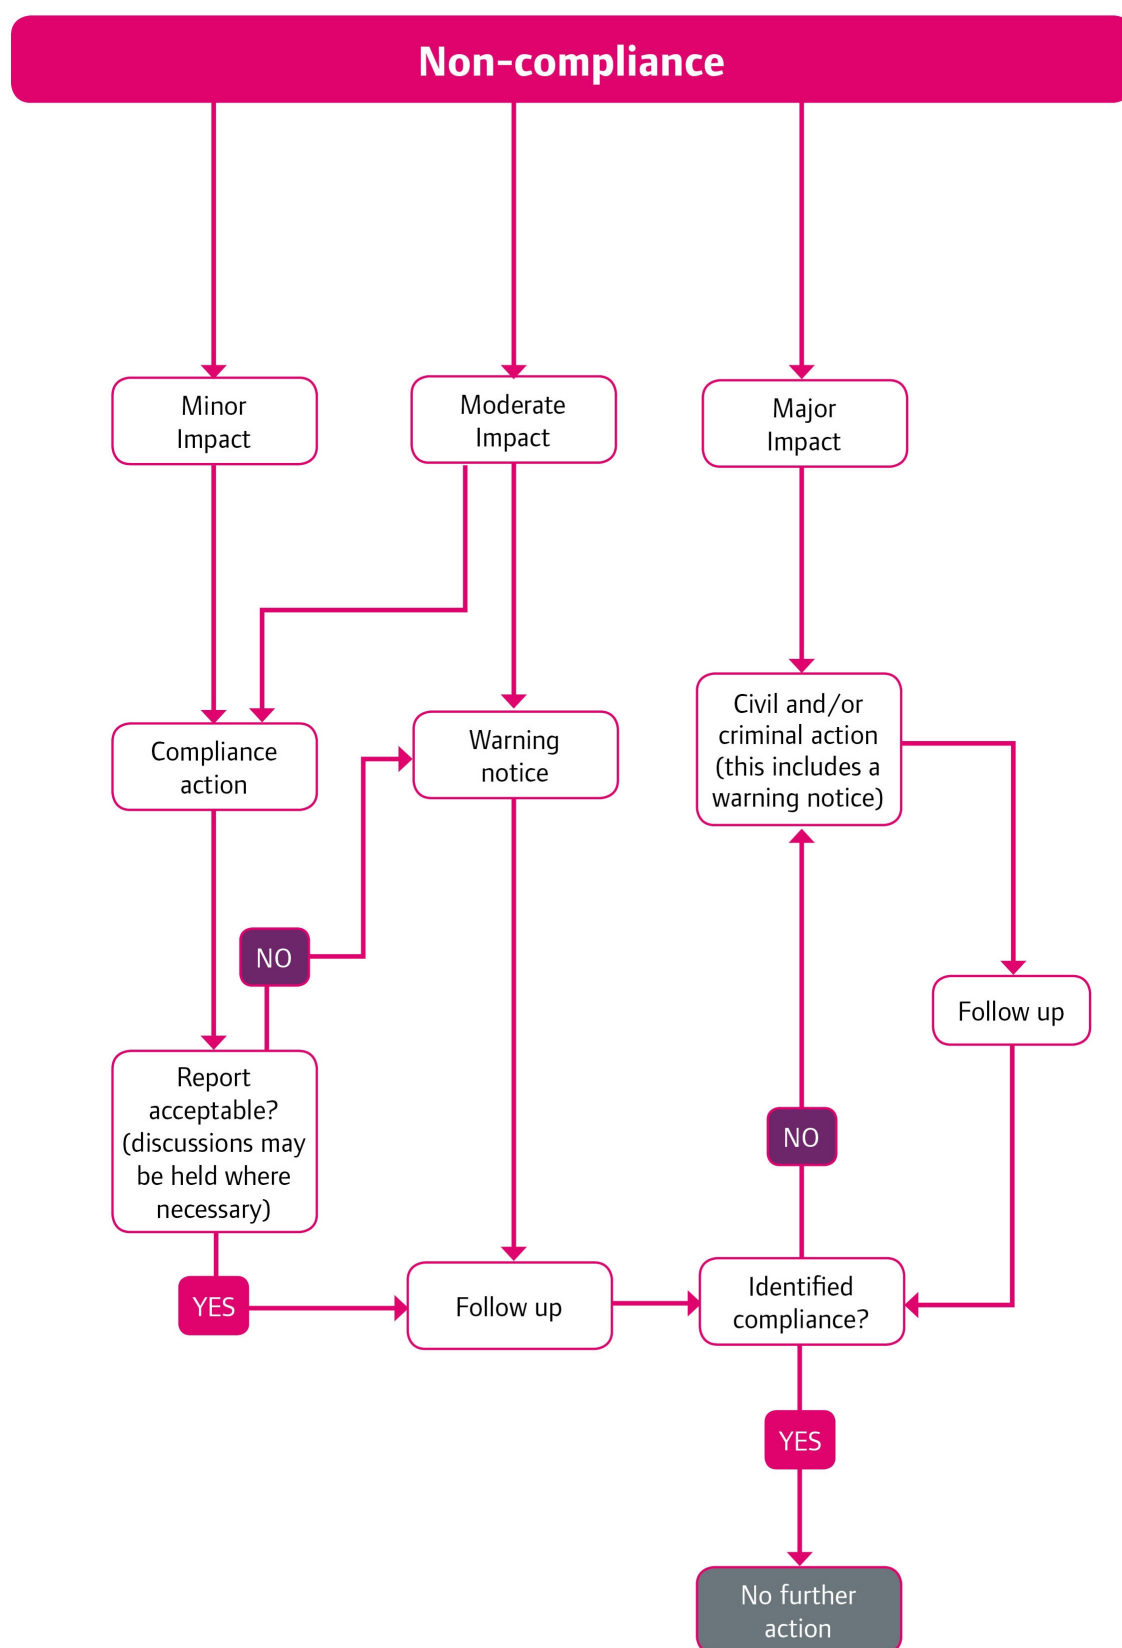 Non-compliance
Minor
Impact
Moderate
Impact
Major
Impact
Compliance
action
Warning
notice
Civil and/or
criminal action
(this includes a
warning notice)
NO
Follow up
Report
acceptable?
(discussions may
be held where
necessary)
NO
YES
Follow up
Identified
compliance?
YES
No further
action